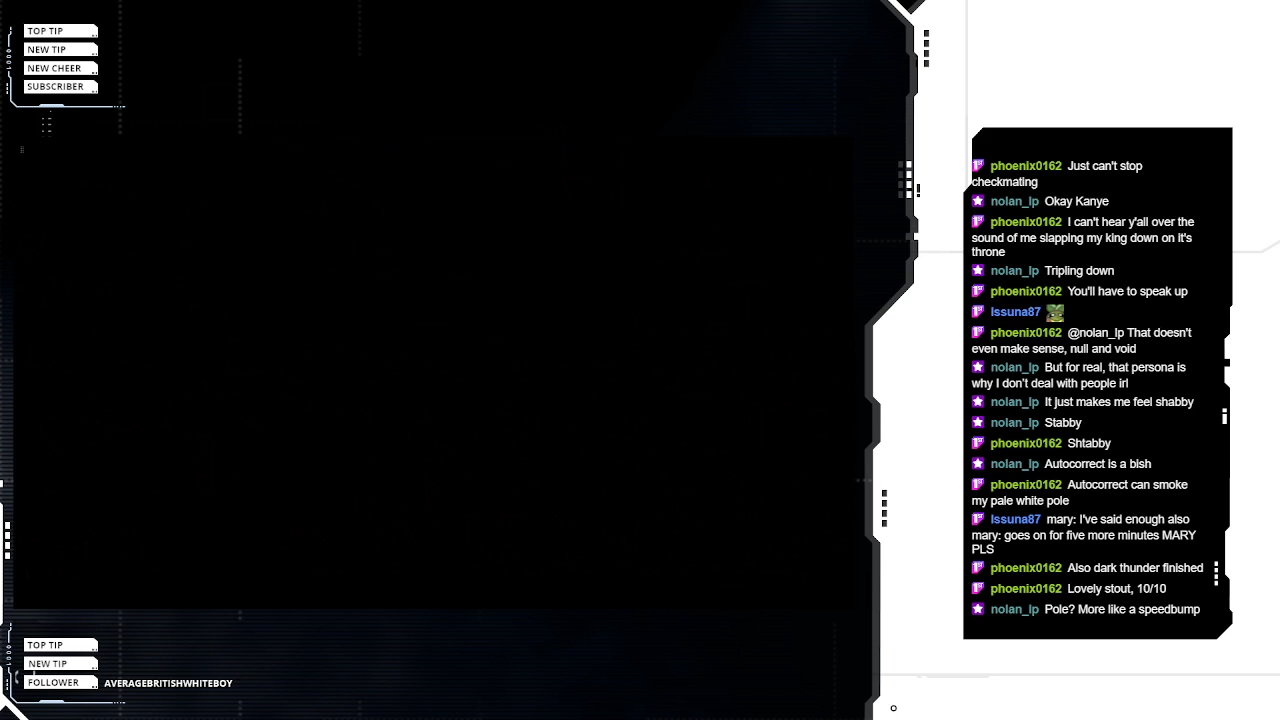 TOP TIP
NEW TIP
NEW CHEER
SUBSCRIBER
phoenix0162 Just can't stop
checkmating
nolan_lp Okay Kanye
phoenix0162 I can't hear y'all over the
sound of me slapping my king down on it's
throne
nolan_lp Tripling down
phoenix0162 You'll have to speak up
Issuna87
phoenix0162 @nolan_lp That doesn't
even make sense, null and void
nolan_lp But for real, that persona is
why I don't deal with people irl
nolan_lp It just makes me feel shabby
nolan_lp Stabby
phoenix0162 Shtabby
nolan_lp Autocorrect is a bish
phoenix0162 Autocorrect can smoke
my pale white pole
Issuna87 mary: I've said enough also
mary: goes on for five more minutes MARY
PLS
phoenix0162 Also dark thunder finished
phoenix0162 Lovely stout, 10/10
nolan_lp Pole? More like a speedbump
TOP TIP
NEW TIP
FOLLOWER AVERAGEBRITISHWHITEBOY